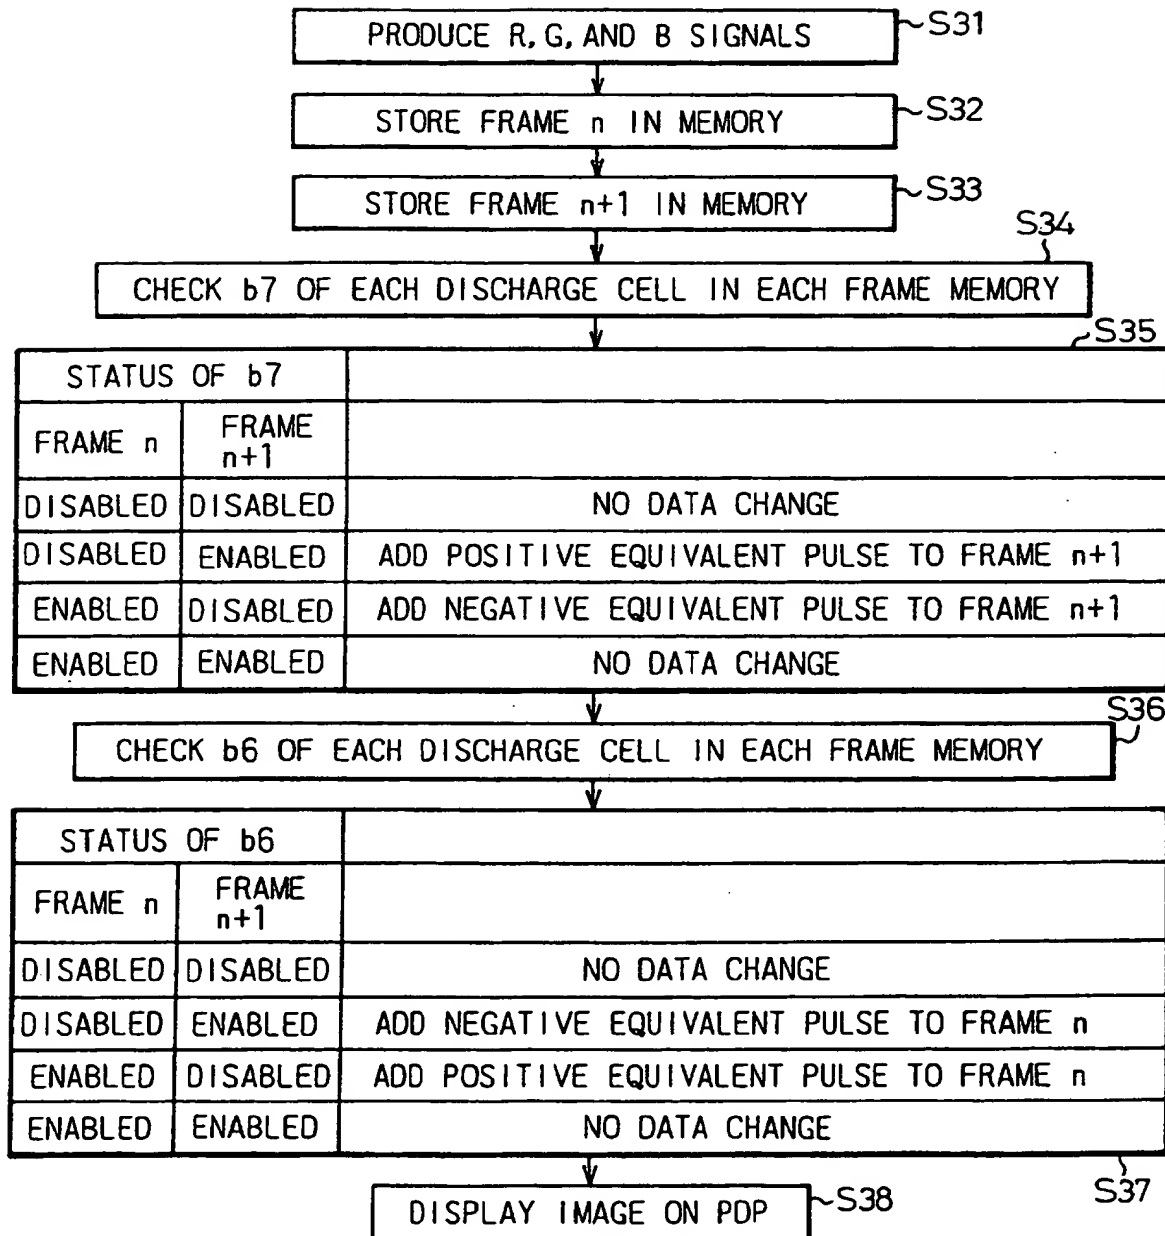 PRODUCE R, G, AND B SIGNALS S31
STORE FRAME n IN MEMORY S32
STORE FRAME n+1 IN MEMORY S33
S34
CHECK b7 OF EACH DISCHARGE CELL IN EACH FRAME MEMORY
S35
STATUS OF b7
FRAME n FRAME n+1
DISABLED DISABLED NO DATA CHANGE
DISABLED ENABLED ADD POSITIVE EQUIVALENT PULSE TO FRAME n+1
ENABLED DISABLED ADD NEGATIVE EQUIVALENT PULSE TO FRAME n+1
ENABLED ENABLED NO DATA CHANGE
S36
CHECK b6 OF EACH DISCHARGE CELL IN EACH FRAME MEMORY
STATUS OF b6
FRAME n FRAME n+1
DISABLED DISABLED NO DATA CHANGE
DISABLED ENABLED ADD NEGATIVE EQUIVALENT PULSE TO FRAME n
ENABLED DISABLED ADD POSITIVE EQUIVALENT PULSE TO FRAME n
ENABLED ENABLED NO DATA CHANGE
S37
DISPLAY IMAGE ON PDP S38